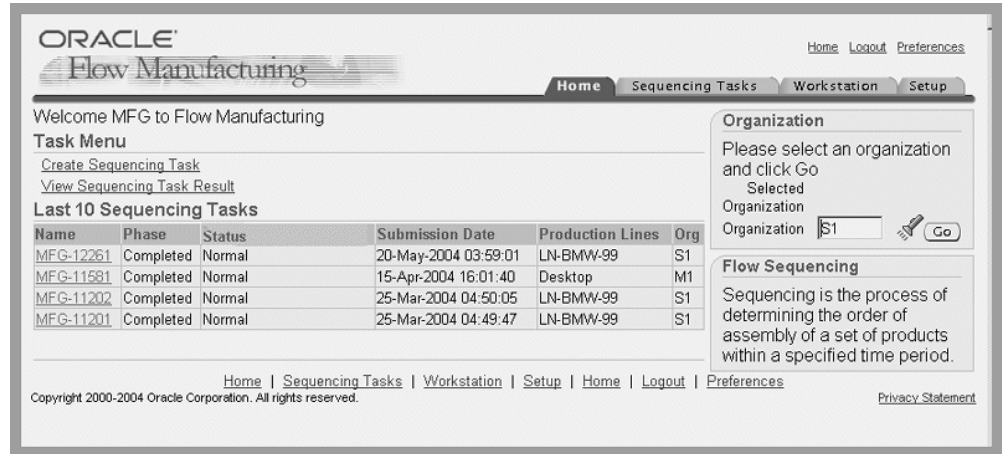 ORACLE'
Flow Manufacturing
Home Logout Preferences
Home Sequencing Tasks Workstation Setup
Welcome MFG to Flow Manufacturing
Task Menu
Create Sequencing Task
View Sequencing Task Result
Last 10 Sequencing Tasks
Name Phase Status Submission Date Production Lines Org
MFG-12261 Completed Normal 20-May-2004 03:59:01 LN-BMW-99 S1
MFG-11581 Completed Normal 15-Apr-2004 16:01:40 Desktop M1
MFG-11202 Completed Normal 25-Mar-2004 04:50:05 LN-BMW-99 S1
MFG-11201 Completed Normal 25-Mar-2004 04:49:47 LN-BMW-99 S1
Organization
Please select an organization
and click Go
Selected
Organization
Organization S1 Go
Flow Sequencing
Sequencing is the process of
determining the order of
assembly of a set of products
within a specified time period.
Home | Sequencing Tasks | Workstation | Setup | Home | Logout | Preferences
Copyright 2000-2004 Oracle Corporation. All rights reserved.
Privacy Statement